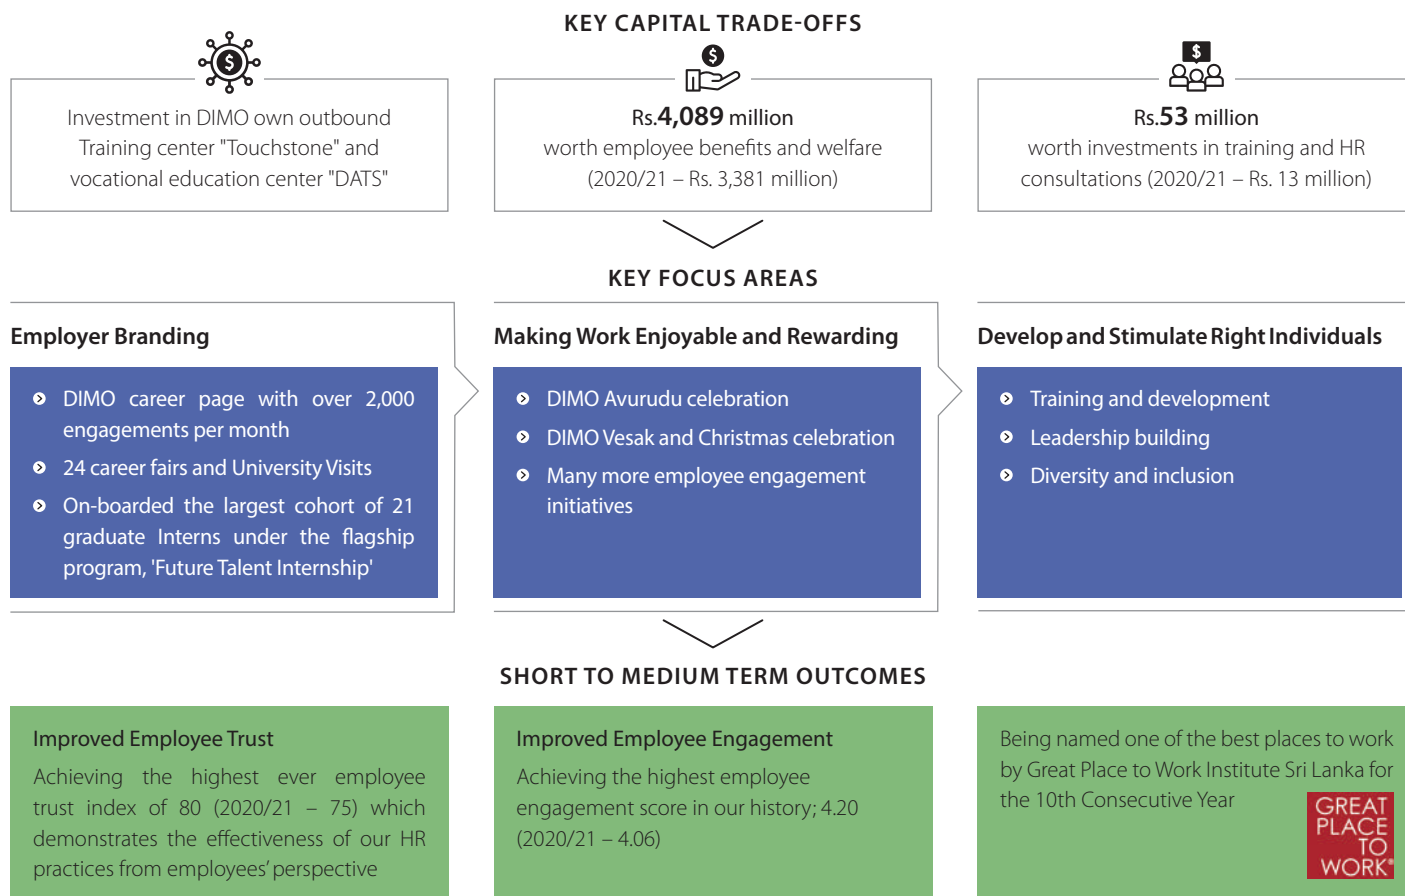 KEY CAPITAL TRADE-OFFS
$
$
$
Investment in DIMO own outbound
Training center "Touchstone" and
vocational education center "DATS"
Rs.4,089 million
worth employee benefits and welfare
(2020/21 – Rs. 3,381 million)
Rs.53 million
worth investments in training and HR
consultations (2020/21 – Rs. 13 million)
KEY FOCUS AREAS
Employer Branding
DIMO career page with over 2,000
engagements per month
24 career fairs and University Visits
On-boarded the largest cohort of 21
graduate Interns under the flagship
program, 'Future Talent Internship'
Making Work Enjoyable and Rewarding
DIMO Avurudu celebration
DIMO Vesak and Christmas celebration
Many more employee engagement
initiatives
Develop and Stimulate Right Individuals
Training and development
Leadership building
Diversity and inclusion
SHORT TO MEDIUM TERM OUTCOMES
Improved Employee Trust
Achieving the highest ever employee
trust index of 80 (2020/21 – 75) which
demonstrates the effectiveness of our HR
practices from employees' perspective
Improved Employee Engagement
Achieving the highest employee
engagement score in our history; 4.20
(2020/21 – 4.06)
Being named one of the best places to work
by Great Place to Work Institute Sri Lanka for
the 10th Consecutive Year
GREAT
PLACE
TO
WORK®